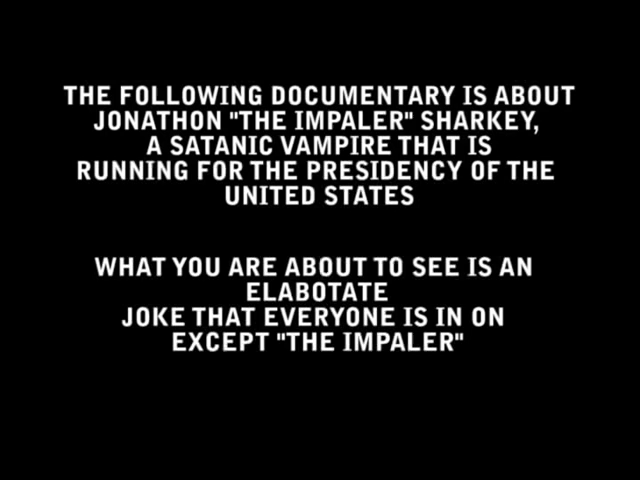 THE FOLLOWING DOCUMENTARY IS ABOUT
JONATHON "THE IMPALER" SHARKEY,
A SATANIC VAMPIRE THAT IS
RUNNING FOR THE PRESIDENCY OF THE
UNITED STATES
WHAT YOU ARE ABOUT TO SEE IS AN
ELABOTATE
JOKE THAT EVERYONE IS IN ON
EXCEPT "THE IMPALER"